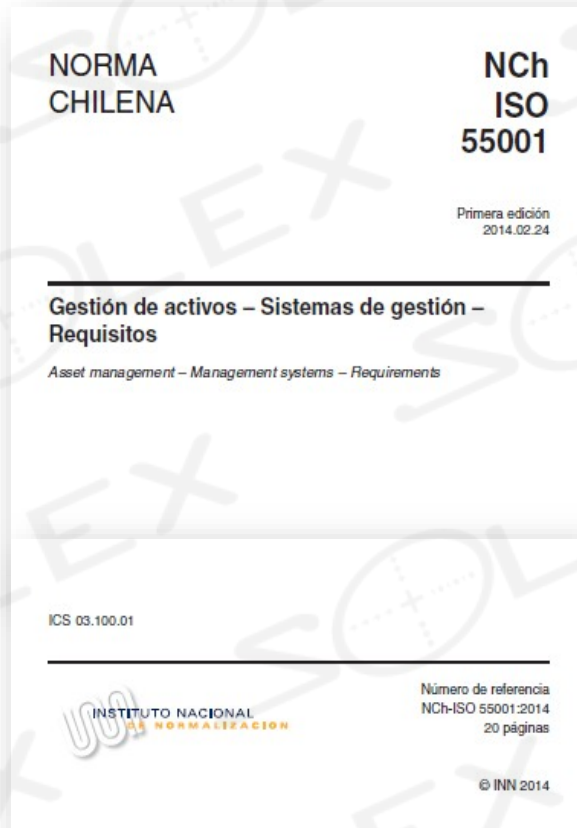 NORMA
CHILENA
NCh
ISO
55001
Primera edición
2014.02.24
Gestión de activos – Sistemas de gestión –
Requisitos
Asset management – Management systems – Requirements
ICS 03.100.01
INSTITUTO NACIONAL
DE NORMALIZACION
Número de referencia
NCh-ISO 55001:2014
20 páginas
© INN 2014
SOLEX